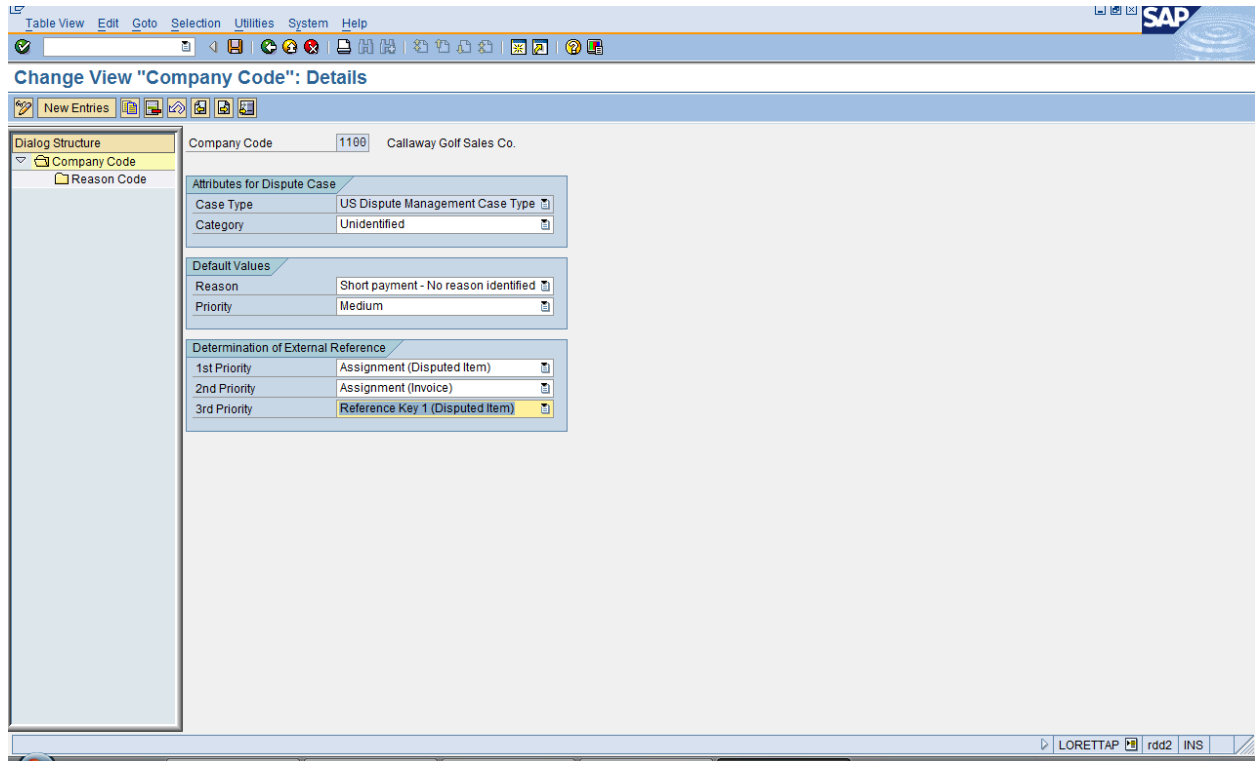 Table View Edit Goto Selection Utilities System Help
SAP
Change View "Company Code": Details
New Entries
Dialog Structure
Company Code 1100 Callaway Golf Sales Co.
Company Code
Reason Code
Attributes for Dispute Case
Case Type US Dispute Management Case Type
Category Unidentified
Default Values
Reason Short payment - No reason identified
Priority Medium
Determination of External Reference
1st Priority Assignment (Disputed Item)
2nd Priority Assignment (Invoice)
3rd Priority Reference Key 1 (Disputed Item)
LORETTAP rdd2 INS